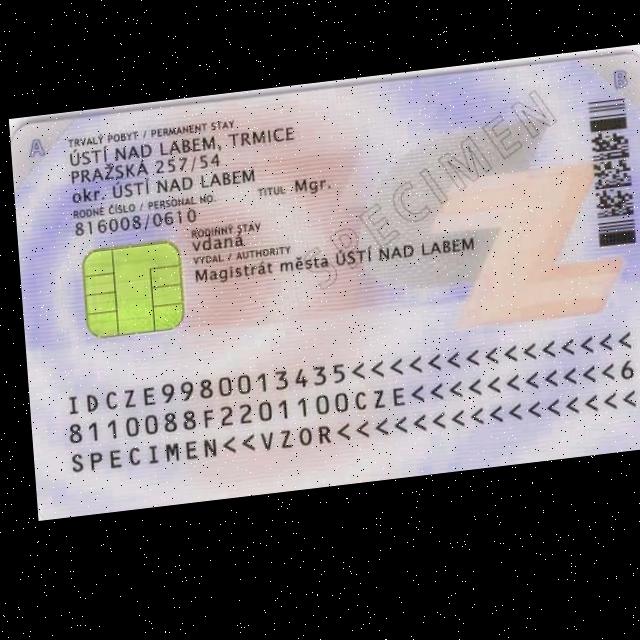 A
B
TRVALÝ POBYT / PERMANENT STAY
ÚSTÍ NAD LABEM, TRMICE
PRAŽSKÁ 257/54
okr. ÚSTÍ NAD LABEM
TITUL Mgr.
RODNÉ ČÍSLO / PERSONAL NO.
816008/0610
RODINNÝ STAV
vdaná
VYDAL / AUTHORITY
Magistrát města ÚSTÍ NAD LABEM
SPECIMEN
IDCZE9980013435<<<<<<<<<<<<<<<
8110088F2201100CZE<<<<<<<<<<<6
SPECIMEN<<VZOR<<<<<<<<<<<<<<<<